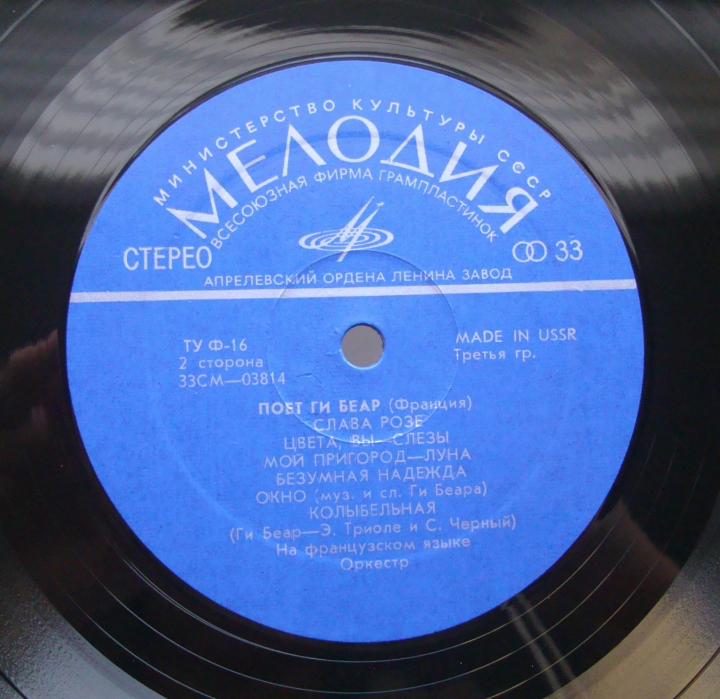 МИНИСТЕРСТВО КУЛЬТУРЫ СССР
МЕЛОДИЯ
ВСЕСОЮЗНАЯ ФИРМА ГРАМПЛАСТИНОК
СТЕРЕО
33
АПРЕЛЕВСКИЙ ОРДЕНА ЛЕНИНА ЗАВОД
ТУ Ф-16
MADE IN USSR
2 сторона
Третья гр.
33СМ—03814
ПОЕТ ГИ БЕАР (Франция)
СЛАВА РОЗЕ
ЦВЕТА, ВЫ—СЛЕЗЫ
МОЙ ПРИГОРОД—ЛУНА
БЕЗУМНАЯ НАДЕЖДА
ОКНО (муз. и сл. Ги Беара)
КОЛЫБЕЛЬНАЯ
(Ги Беар—Э. Триоле и С. Черный)
На французском языке
Оркестр